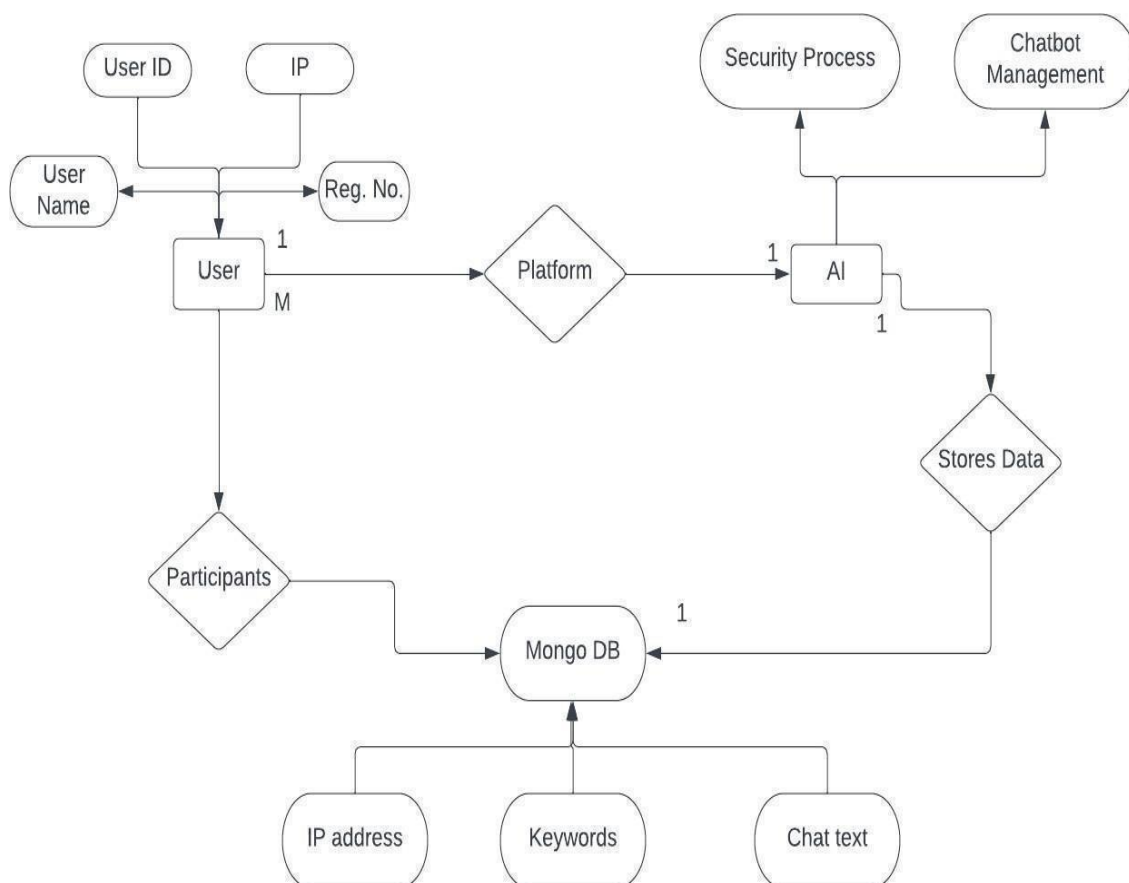 User ID
IP
Security Process
Chatbot
Management
User
Name
Reg. No.
1
User
M
Platform
1
AI
1
Stores Data
Participants
Mongo DB
1
IP address
Keywords
Chat text